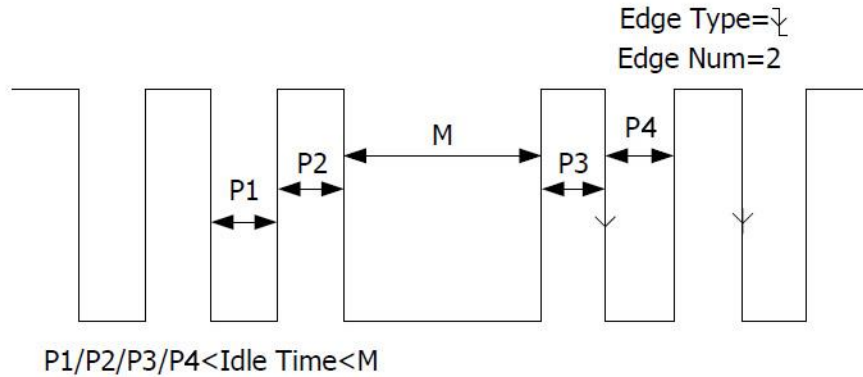 Edge Type=
Edge Num=2
M
P4
P2
P3
P1
P1/P2/P3/P4<Idle Time<M